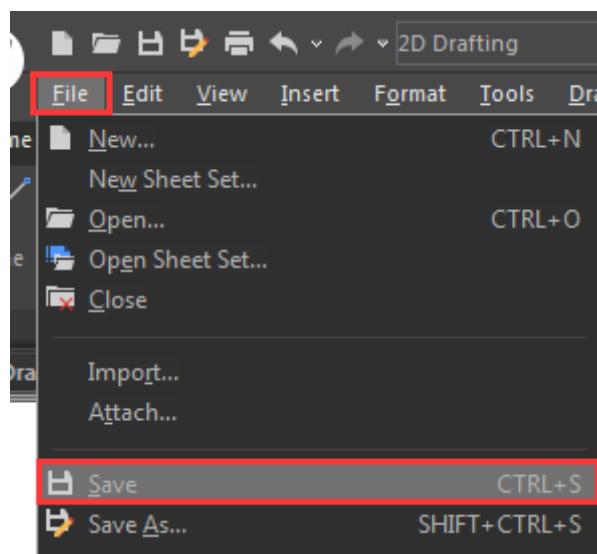 2D Drafting
File Edit View Insert Format Tools
New... CTRL+N
New Sheet Set...
Open... CTRL+O
Open Sheet Set...
Close
Import...
Attach...
Save CTRL+S
Save As... SHIFT+CTRL+S